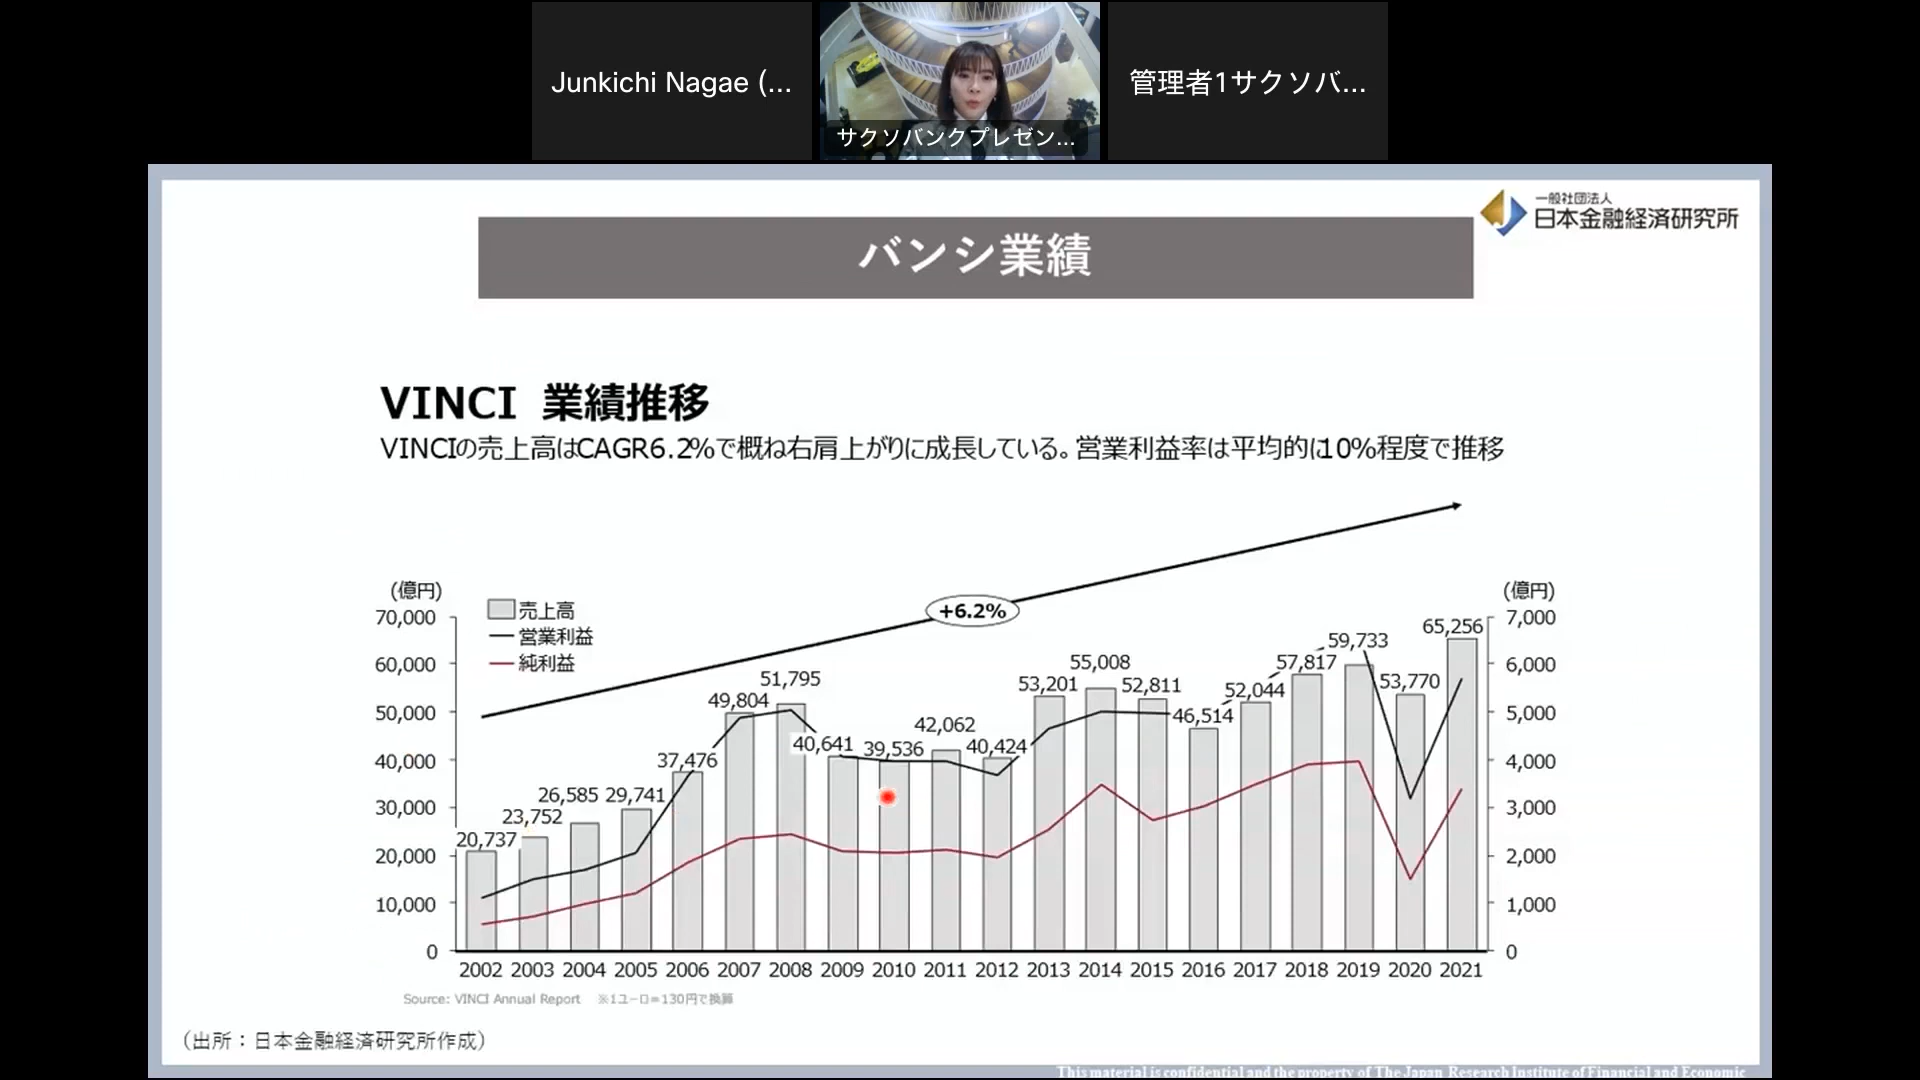 Junkichi Nagae (...
サクソバンクプレゼン...
管理者1サクソバ...
一般社団法人
日本金融経済研究所
バンシ業績
VINCI 業績推移
VINCIの売上高はCAGR6.2%で概ね右肩上がりに成長している。営業利益率は平均的に10%程度で推移
+6.2%
(億円)
(億円)
売上高
営業利益
純利益
70,000
60,000
50,000
40,000
30,000
20,000
10,000
0
20,737
23,752
26,585
29,741
37,476
49,804
51,795
40,641
39,536
42,062
40,424
53,201
55,008
52,811
46,514
52,044
57,817
59,733
53,770
65,256
7,000
6,000
5,000
4,000
3,000
2,000
1,000
0
2002 2003 2004 2005 2006 2007 2008 2009 2010 2011 2012 2013 2014 2015 2016 2017 2018 2019 2020 2021
Source: VINCI Annual Report ※1ユーロ=130円で換算
（出所：日本金融経済研究所作成）
This material is confidential and the property of The Japan Research Institute of Financial and Economic